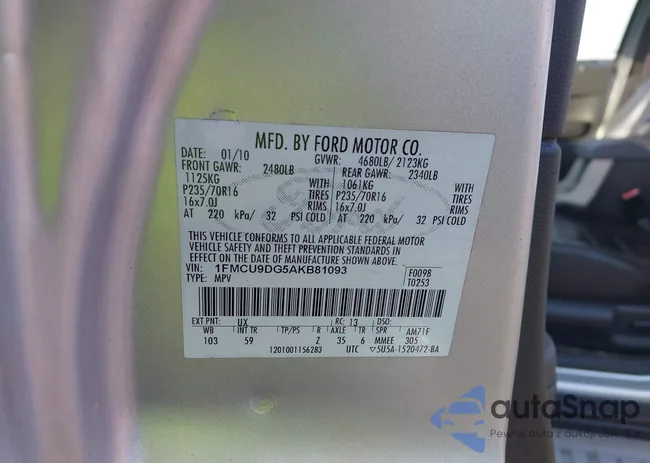 MFD. BY FORD MOTOR CO.
DATE: 01/10 GVWR: 4680LB/ 2123KG
FRONT GAWR: 2480LB REAR GAWR: 2340LB
1125KG WITH 1061KG WITH
P235/70R16 TIRES P235/70R16 TIRES
16x7.0J RIMS 16x7.0J RIMS
AT 220 kPa/ 32 PSI COLD AT 220 kPa/ 32 PSI COLD
THIS VEHICLE CONFORMS TO ALL APPLICABLE FEDERAL MOTOR
VEHICLE SAFETY AND THEFT PREVENTION STANDARDS IN
EFFECT ON THE DATE OF MANUFACTURE SHOWN ABOVE.
VIN: 1FMCU9DG5AKB81093 F0098
TYPE: MPV T0253
EXT PNT: UX RC: 13 DSO:
WB INT TR TP/PS R AXLE TR SPR AM71F
103 59 Z 35 6 MMEE 305
1201001156283 UTC ▽5U5A-1520472-BA
Ford
autoSnap
Pewne auta z aukcji